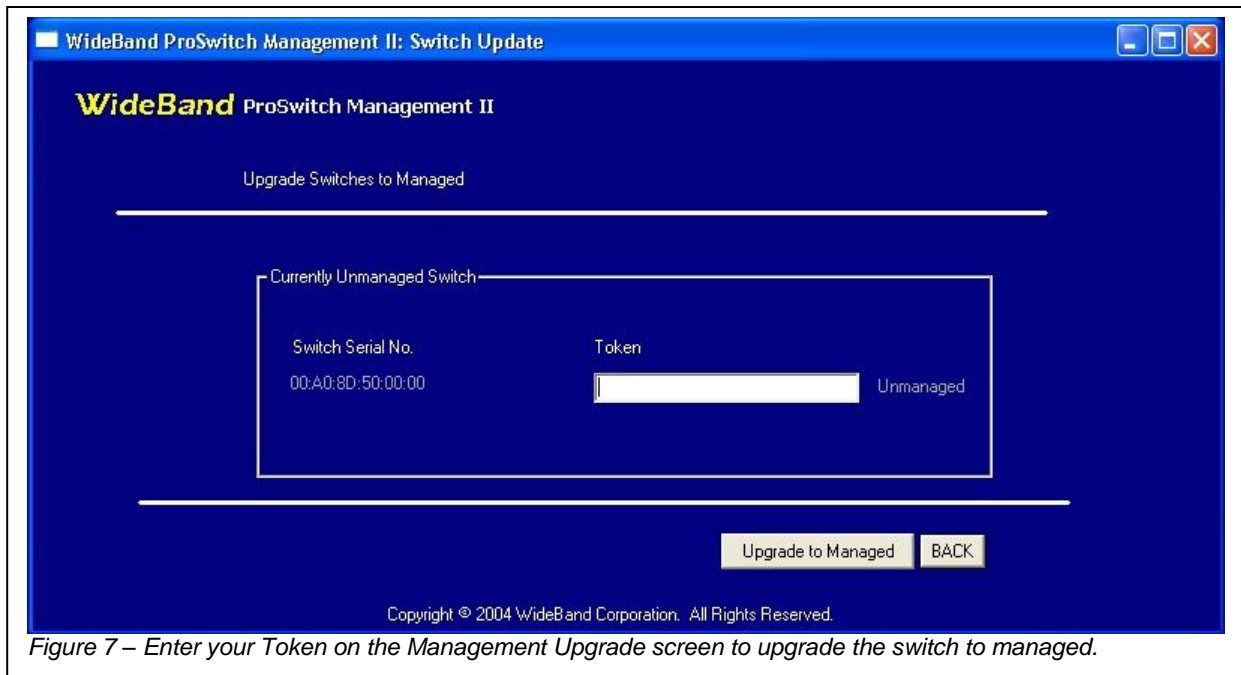 WideBand ProSwitch Management II: Switch Update
WideBand ProSwitch Management II
Upgrade Switches to Managed
Currently Unmanaged Switch
Switch Serial No. Token
00:A0:8D:50:00:00 Unmanaged
Upgrade to Managed BACK
Copyright © 2004 WideBand Corporation. All Rights Reserved.
Figure 7 – Enter your Token on the Management Upgrade screen to upgrade the switch to managed.